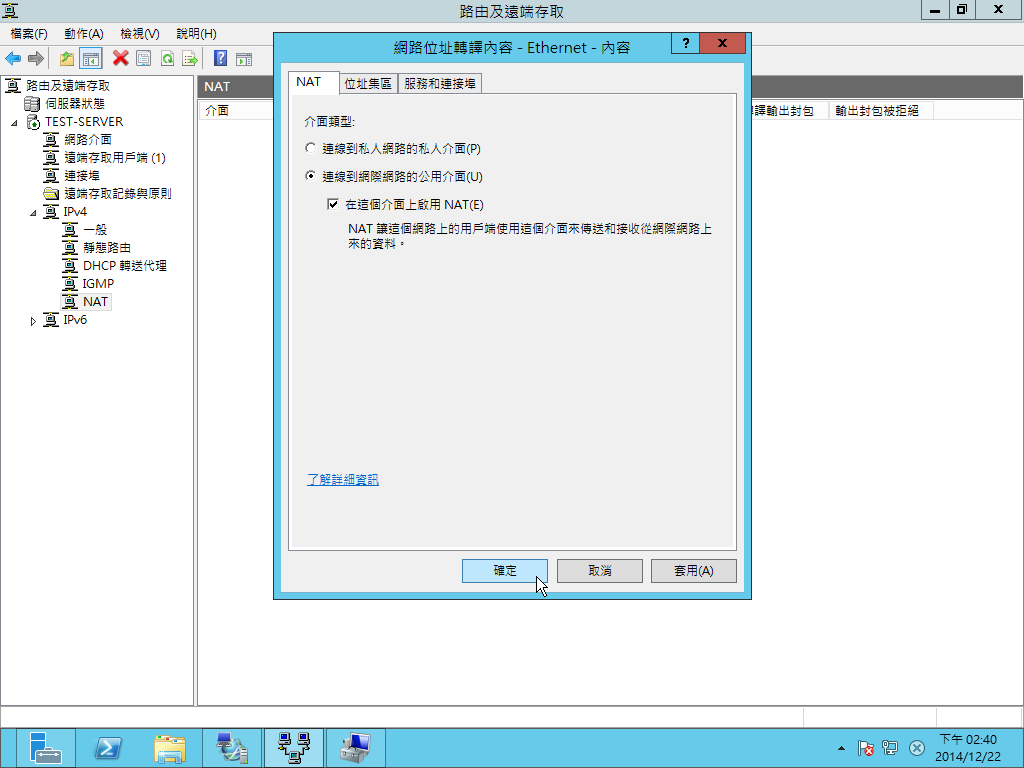 路由及遠端存取
檔案(F) 動作(A) 檢視(V) 說明(H)
路由及遠端存取
伺服器狀態
TEST-SERVER
網路介面
遠端存取用戶端 (1)
連接埠
遠端存取記錄與原則
IPv4
一般
靜態路由
DHCP 轉送代理
IGMP
NAT
IPv6
NAT
介面
譯輸出封包 輸出封包被拒絕
網路位址轉譯內容 - Ethernet - 內容
NAT 位址集區 服務和連接埠
介面類型:
連線到私人網路的私人介面(P)
連線到網際網路的公用介面(U)
在這個介面上啟用 NAT(E)
NAT 讓這個網路上的用戶端使用這個介面來傳送和接收從網際網路上
來的資料。
了解詳細資訊
確定 取消 套用(A)
下午 02:40
2014/12/22